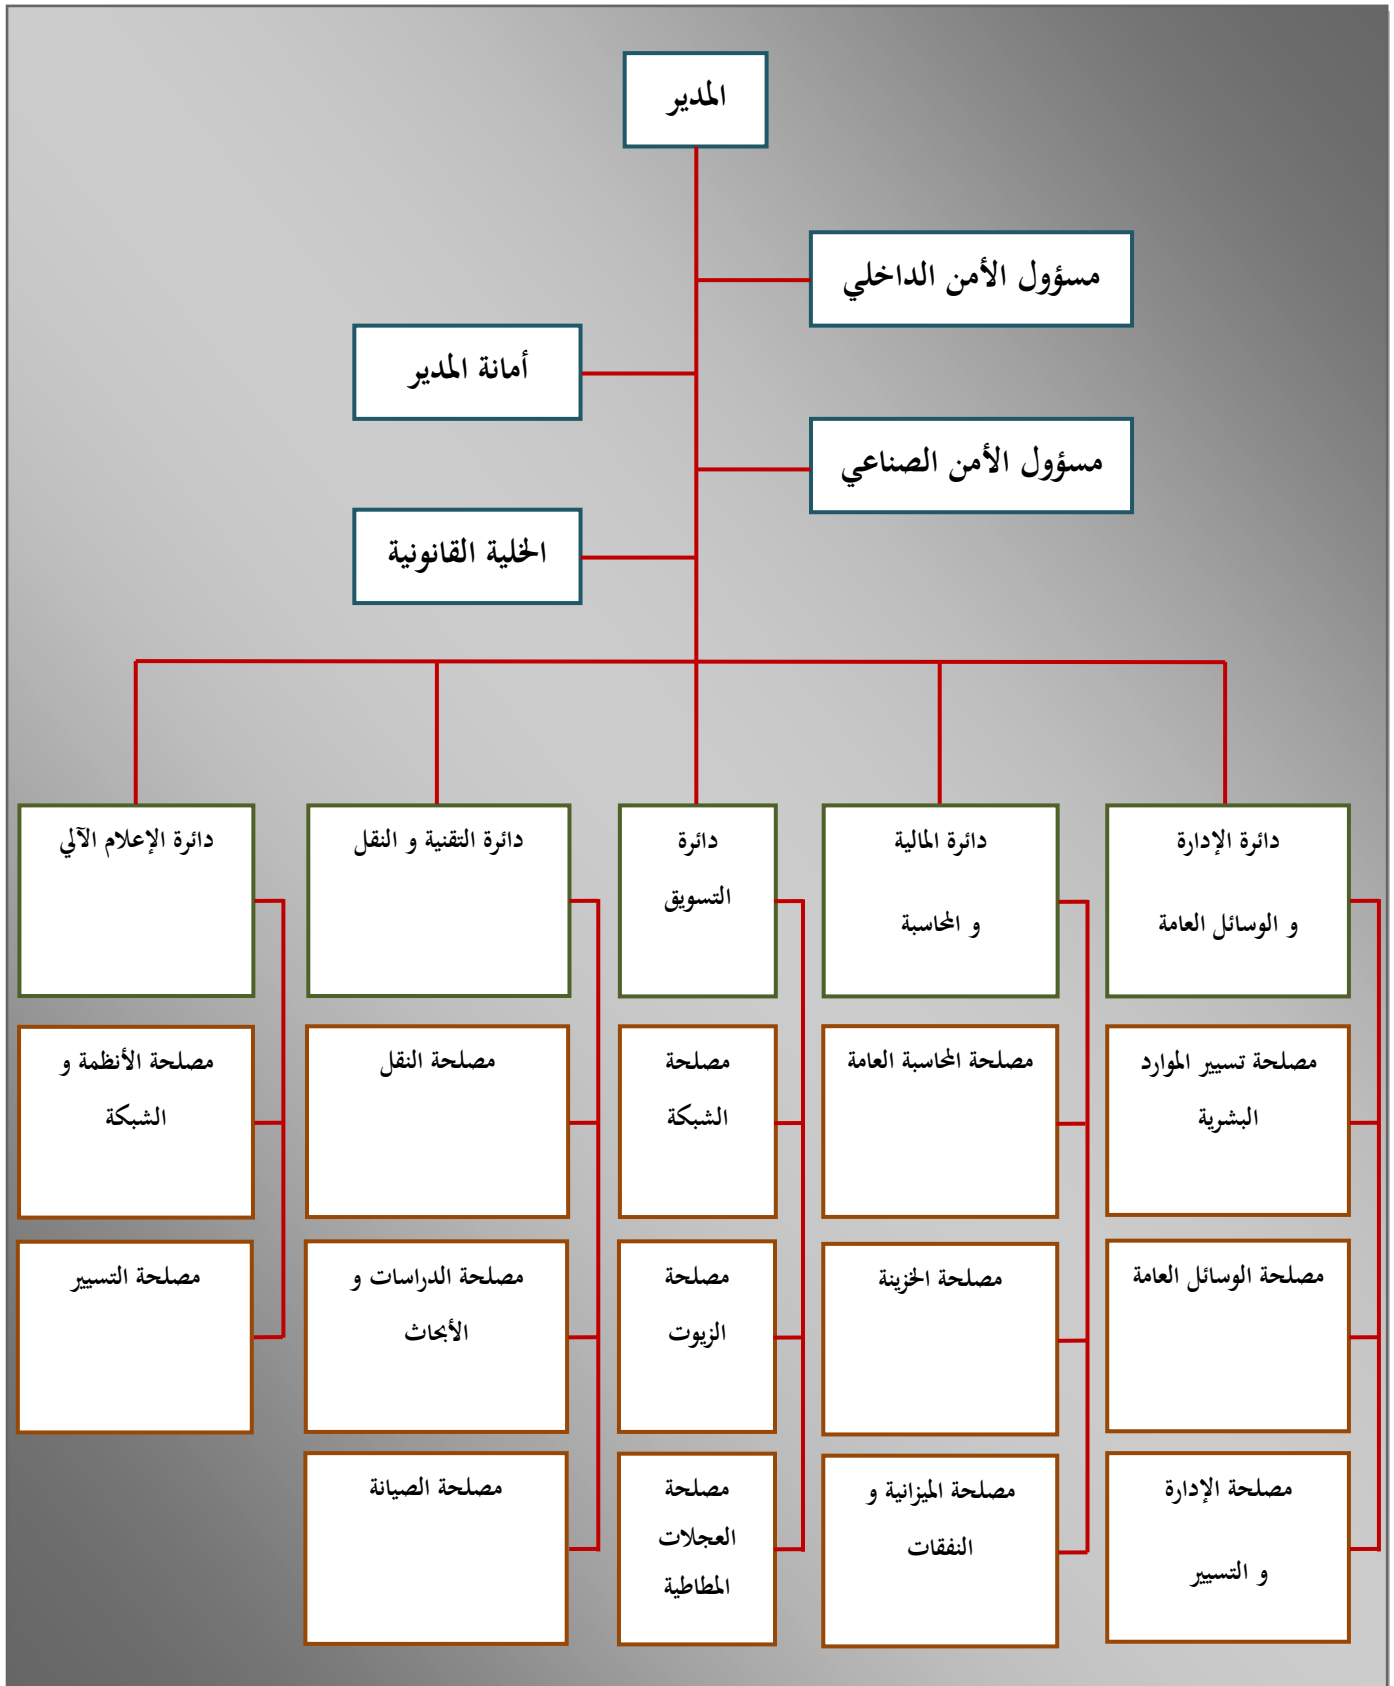 المدير
مسؤول الأمن الداخلي
أمانة المدير
مسؤول الأمن الصناعي
الخلية القانونية
دائرة الإدارة
و الوسائل العامة
دائرة المالية
و المحاسبة
دائرة
التسويق
دائرة التقنية و النقل
دائرة الإعلام الآلي
مصلحة تسيير الموارد
البشرية
مصلحة المحاسبة العامة
مصلحة
الشبكة
مصلحة النقل
مصلحة الأنظمة و
الشبكة
مصلحة الوسائل العامة
مصلحة الخزينة
مصلحة
الزيوت
مصلحة الدراسات و
الأبحاث
مصلحة التسيير
مصلحة الإدارة
و التسيير
مصلحة الميزانية و
النفقات
مصلحة
العجلات
المطاطية
مصلحة الصيانة